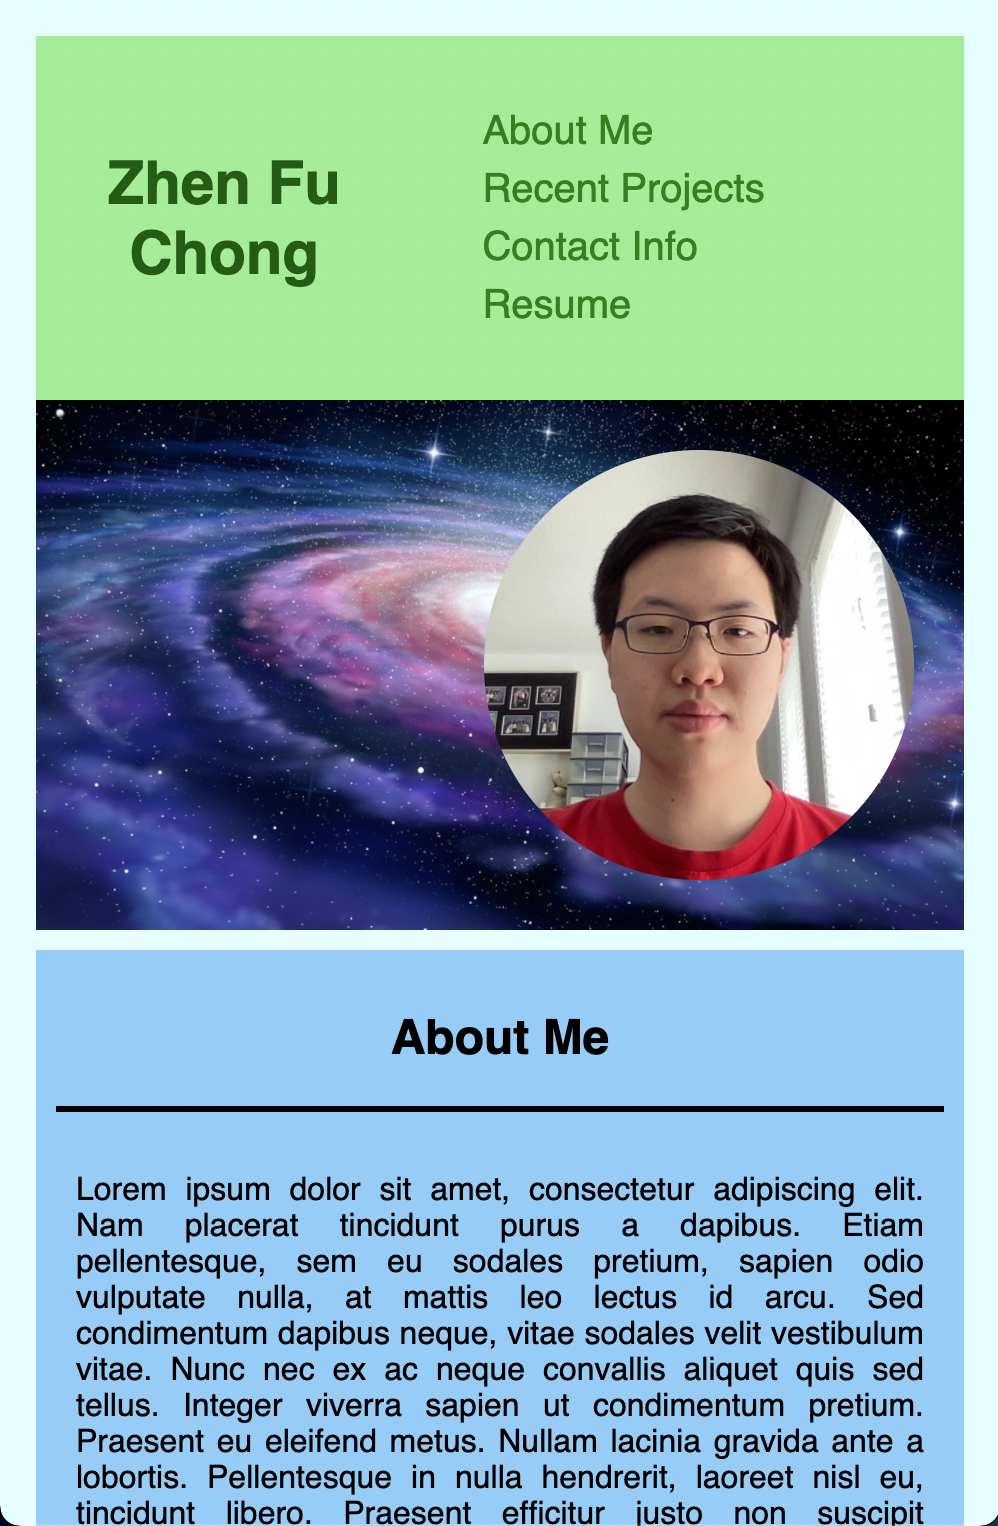 Zhen Fu
Chong
About Me
Recent Projects
Contact Info
Resume
About Me
Lorem ipsum dolor sit amet, consectetur adipiscing elit.
Nam placerat tincidunt purus a dapibus. Etiam
pellentesque, sem eu sodales pretium, sapien odio
vulputate nulla, at mattis leo lectus id arcu. Sed
condimentum dapibus neque, vitae sodales velit vestibulum
vitae. Nunc nec ex ac neque convallis aliquet quis sed
tellus. Integer viverra sapien ut condimentum pretium.
Praesent eu eleifend metus. Nullam lacinia gravida ante a
lobortis. Pellentesque in nulla hendrerit, laoreet nisl eu,
tincidunt libero. Praesent efficitur justo non suscipit